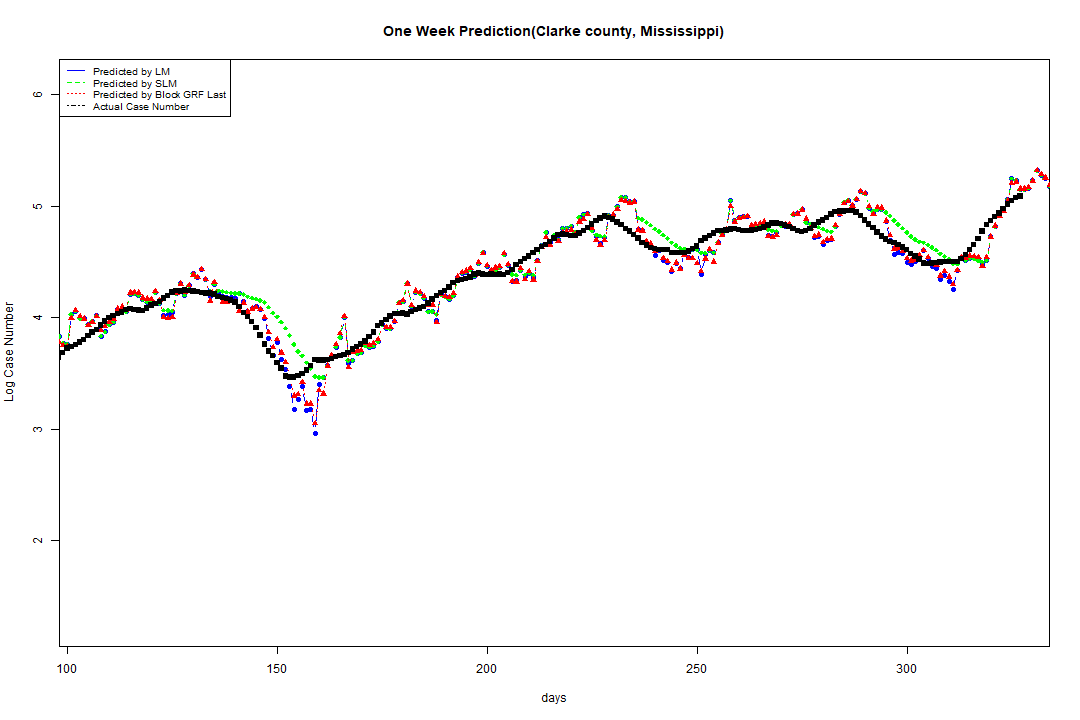 One Week Prediction(Clarke county, Mississippi)
Predicted by LM
Predicted by SLM
Predicted by Block GRF Last
Actual Case Number
6
5
4
3
2
Log Case Number
100 150 200 250 300
days